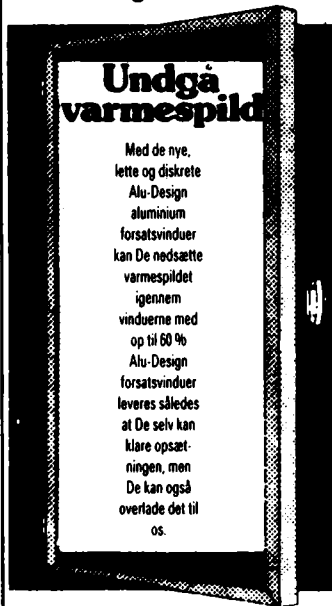 Undgå
varmespild
Med de nye,
lette og diskrete
Alu-Design
aluminium
forsatsvinduer
kan De nedsætte
varmespildet
igennem
vinduerne med
op til 60 %
Alu-Design
forsatsvinduer
leveres således
at De selv kan
klare opsæt-
ningen, men
De kan også
overlade det til
os.